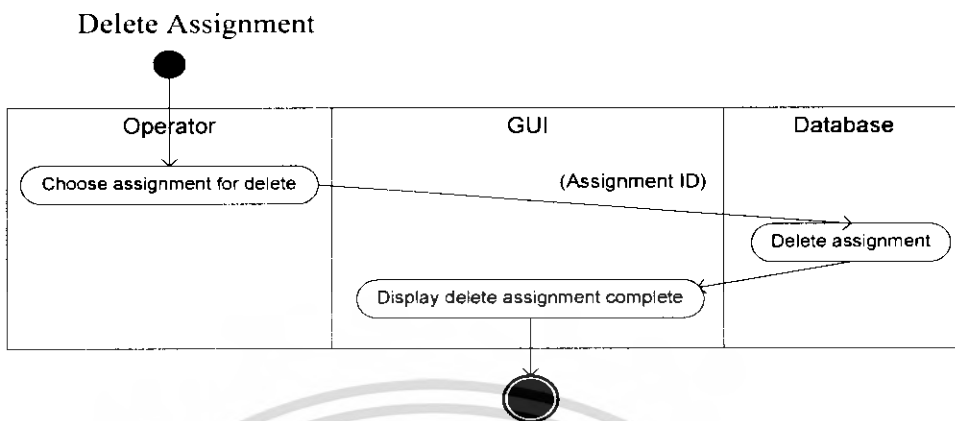 Delete Assignment
Operator
GUI
Database
Choose assignment for delete
(Assignment ID)
Delete assignment
Display delete assignment complete